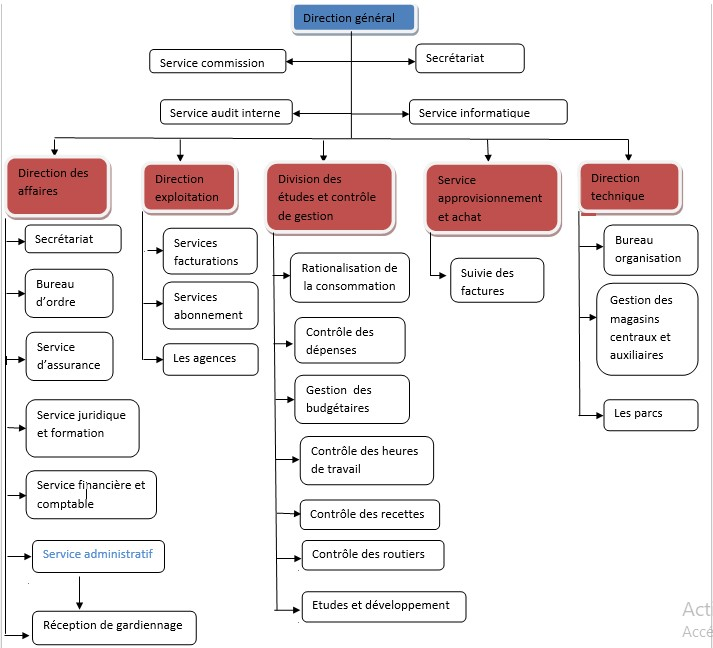 Direction général
Service commission
Secrétariat
Service audit interne
Service informatique
Direction des
affaires
Direction
exploitation
Division des
études et contrôle
de gestion
Service
approvisionnement
et achat
Direction
technique
Secrétariat
Bureau
d'ordre
Service
d'assurance
Service juridique
et formation
Service financière et
comptable
Service administratif
Réception de gardiennage
Services
facturations
Services
abonnement
Les agences
Rationalisation de
la consommation
Contrôle des
dépenses
Gestion des
budgétaires
Contrôle des heures
de travail
Contrôle des recettes
Contrôle des routiers
Etudes et développement
Suivie des
factures
Bureau
organisation
Gestion des
magasins
centraux et
auxiliaires
Les parcs
Acti
Accé